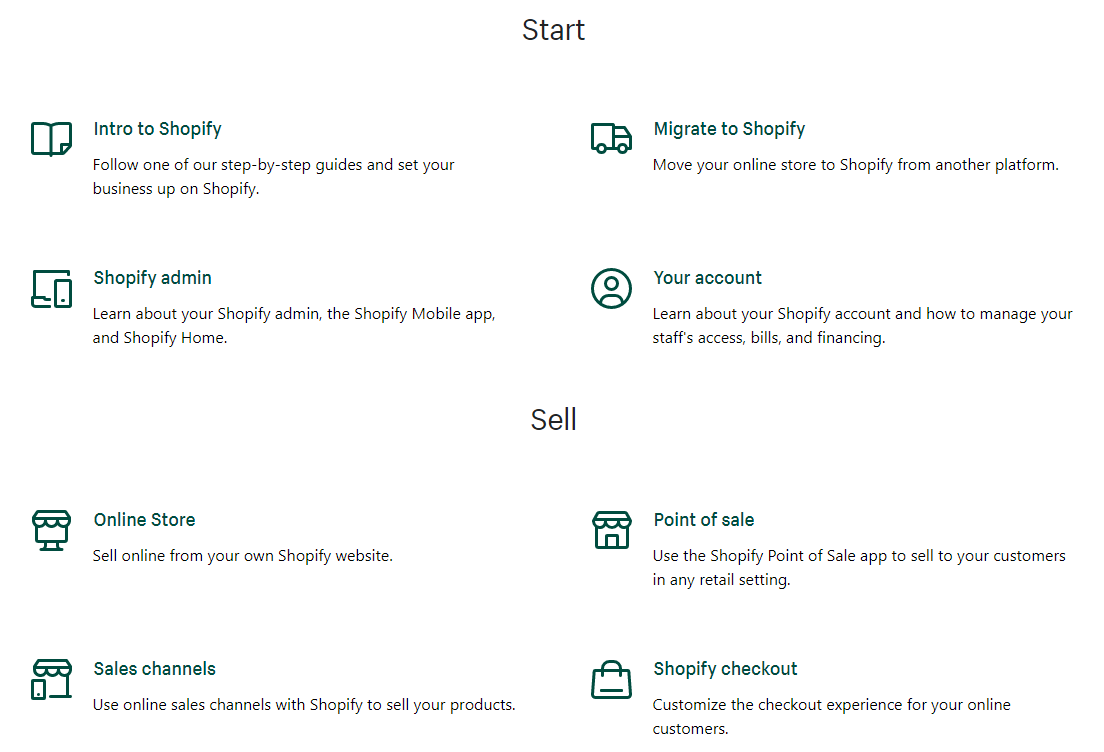 Start
Intro to Shopify
Follow one of our step-by-step guides and set your
business up on Shopify.
Migrate to Shopify
Move your online store to Shopify from another platform.
Shopify admin
Learn about your Shopify admin, the Shopify Mobile app,
and Shopify Home.
Your account
Learn about your Shopify account and how to manage your
staff's access, bills, and financing.
Sell
Online Store
Sell online from your own Shopify website.
Point of sale
Use the Shopify Point of Sale app to sell to your customers
in any retail setting.
Sales channels
Use online sales channels with Shopify to sell your products.
Shopify checkout
Customize the checkout experience for your online
customers.